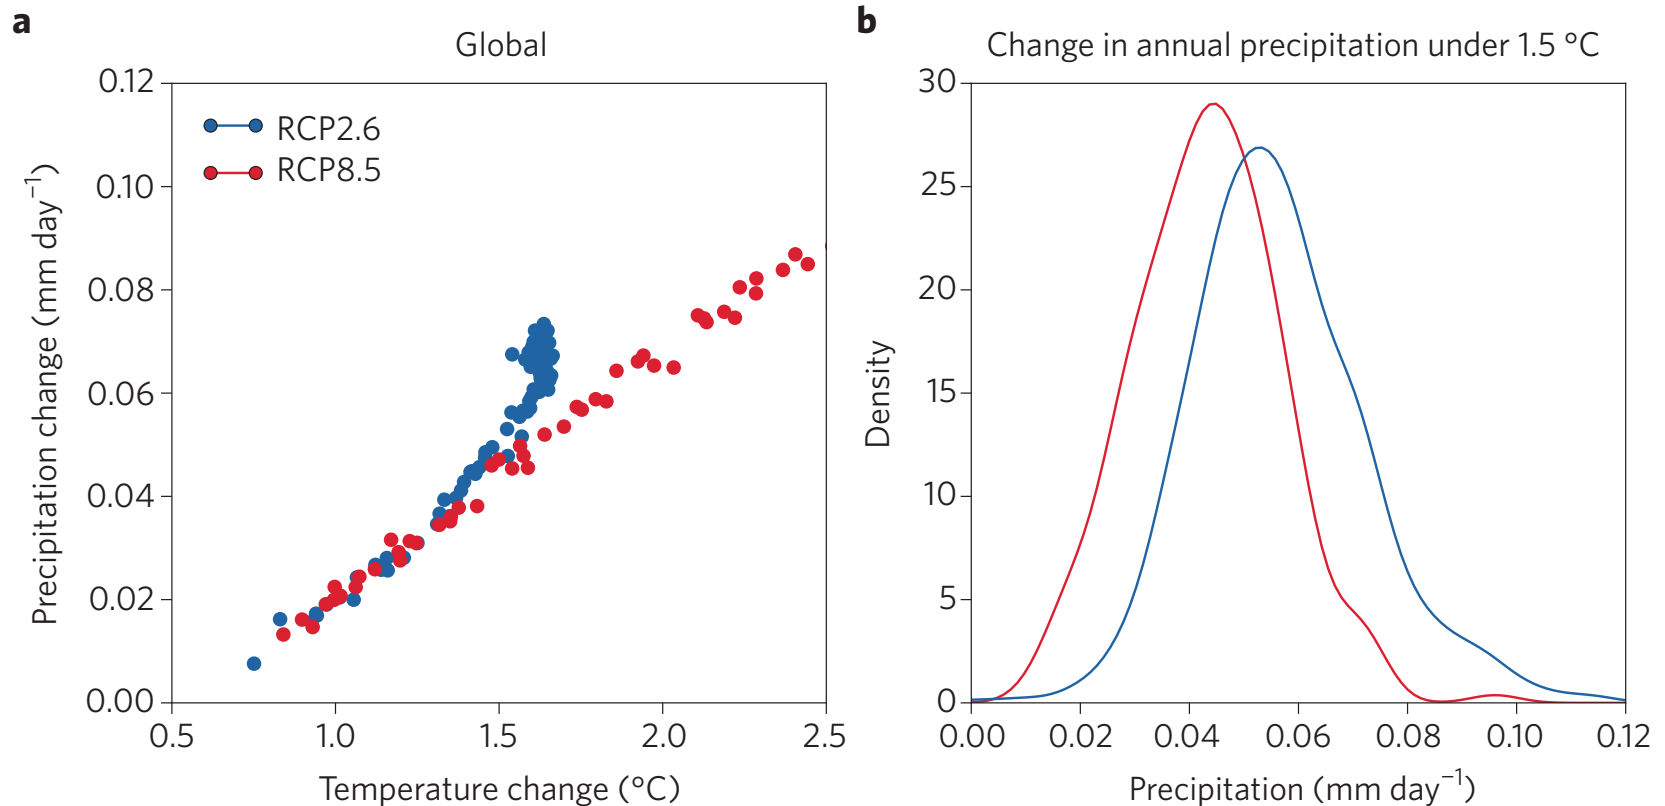 a
Global
0.12
0.10
0.08
0.06
0.04
0.02
0.00
Precipitation change (mm day⁻¹)
RCP2.6
RCP8.5
0.5 1.0 1.5 2.0 2.5
Temperature change (°C)
b
Change in annual precipitation under 1.5 °C
30
25
20
15
10
5
0
Density
0.00 0.02 0.04 0.06 0.08 0.10 0.12
Precipitation (mm day⁻¹)